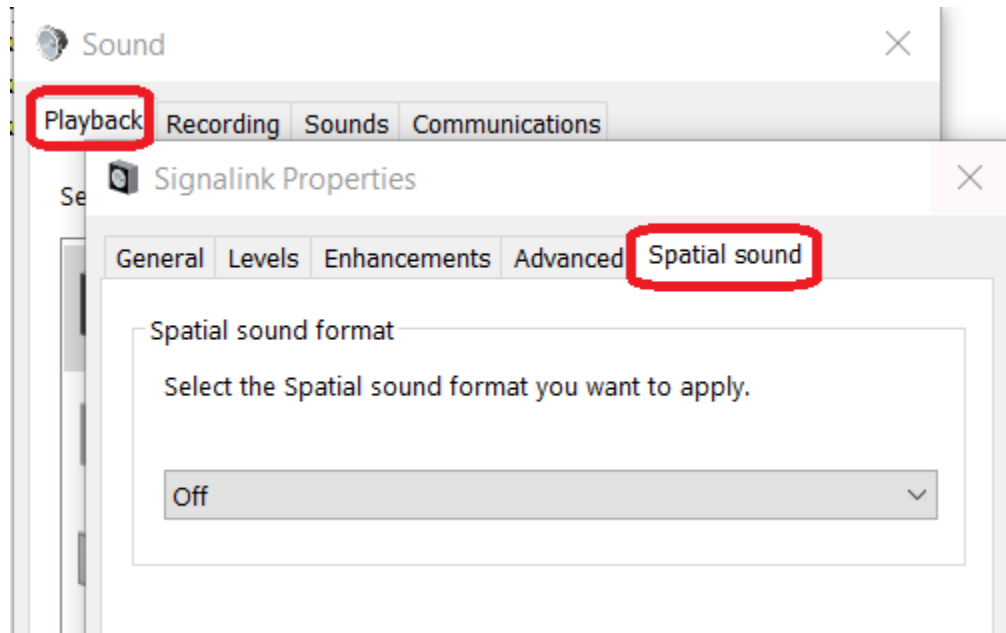 Sound
Playback Recording Sounds Communications
Signalink Properties
Se
General Levels Enhancements Advanced Spatial sound
Spatial sound format
Select the Spatial sound format you want to apply.
Off